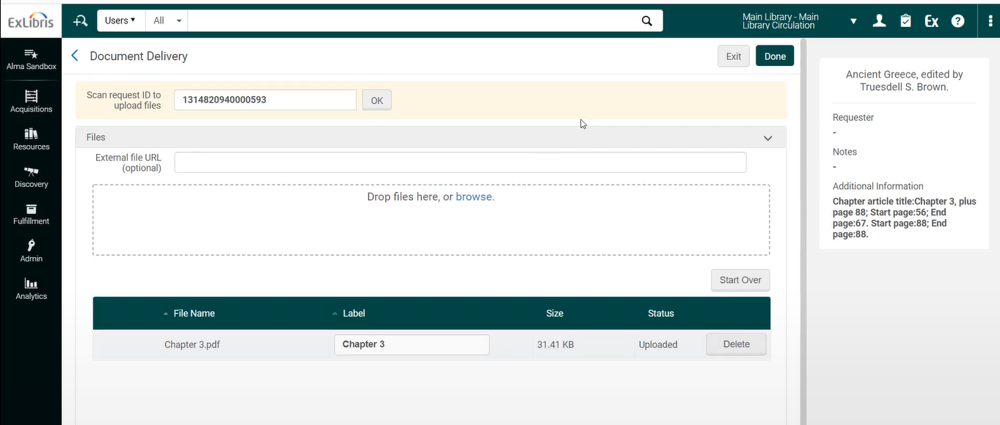 ExLibris
Users
All
Main Library - Main
Library Circulation
Ex
?
Alma Sandbox
Acquisitions
Resources
Discovery
Fulfillment
Admin
Analytics
Document Delivery
Exit
Done
Scan request ID to
upload files
1314820940000593
OK
Files
External file URL
(optional)
Drop files here, or browse.
Start Over
File Name Label Size Status
Chapter 3.pdf Chapter 3 31.41 KB Uploaded Delete
Ancient Greece, edited by
Truesdell S. Brown.
Requester
-
Notes
-
Additional Information
Chapter article title:Chapter 3, plus
page 88; Start page:56; End
page:67. Start page:88; End
page:88.